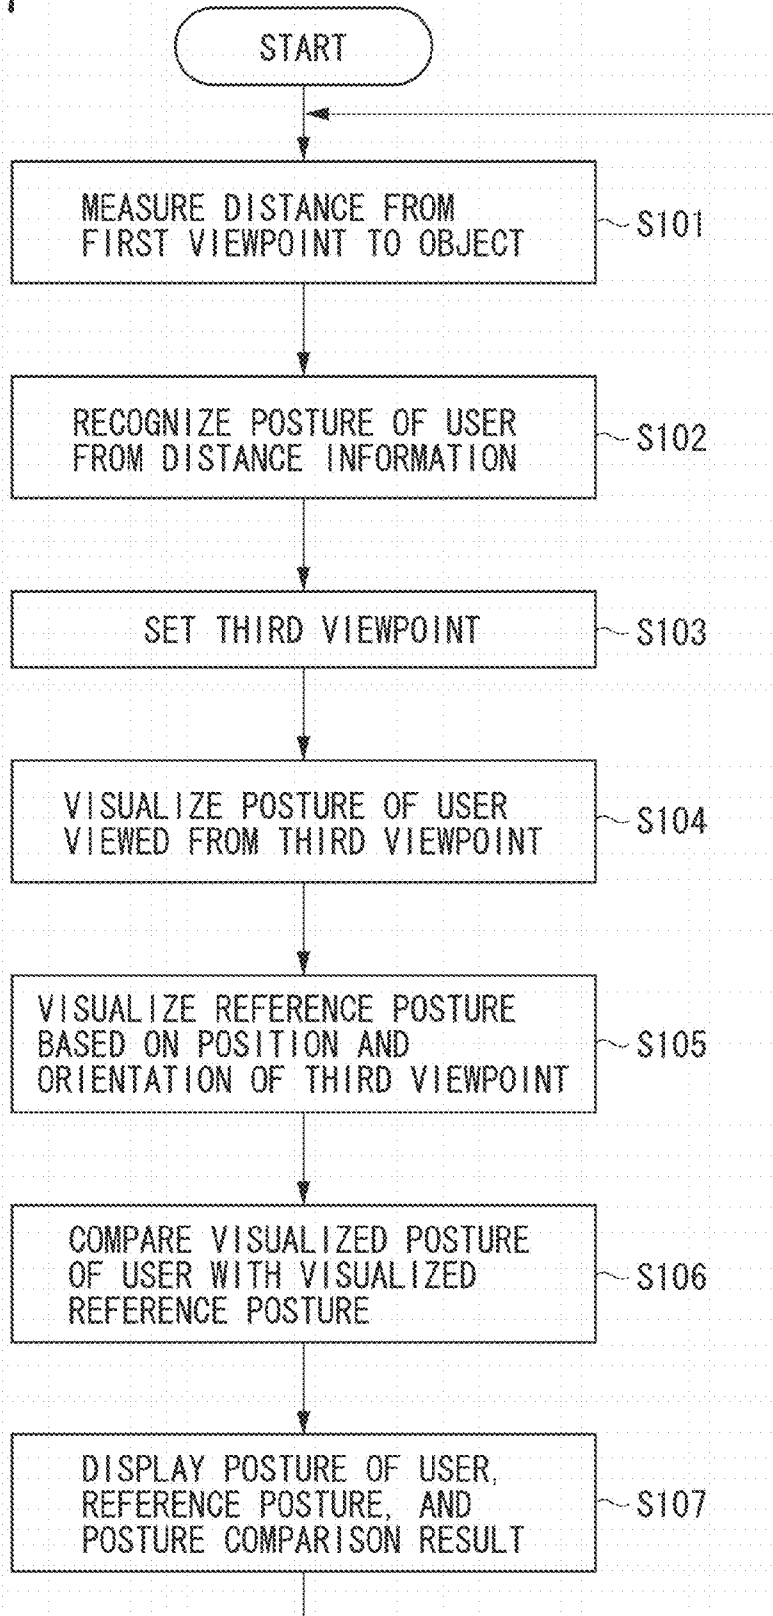 START
MEASURE DISTANCE FROM
FIRST VIEWPOINT TO OBJECT
S101
RECOGNIZE POSTURE OF USER
FROM DISTANCE INFORMATION
S102
SET THIRD VIEWPOINT
S103
VISUALIZE POSTURE OF USER
VIEWED FROM THIRD VIEWPOINT
S104
VISUALIZE REFERENCE POSTURE
BASED ON POSITION AND
ORIENTATION OF THIRD VIEWPOINT
S105
COMPARE VISUALIZED POSTURE
OF USER WITH VISUALIZED
REFERENCE POSTURE
S106
DISPLAY POSTURE OF USER,
REFERENCE POSTURE, AND
POSTURE COMPARISON RESULT
S107